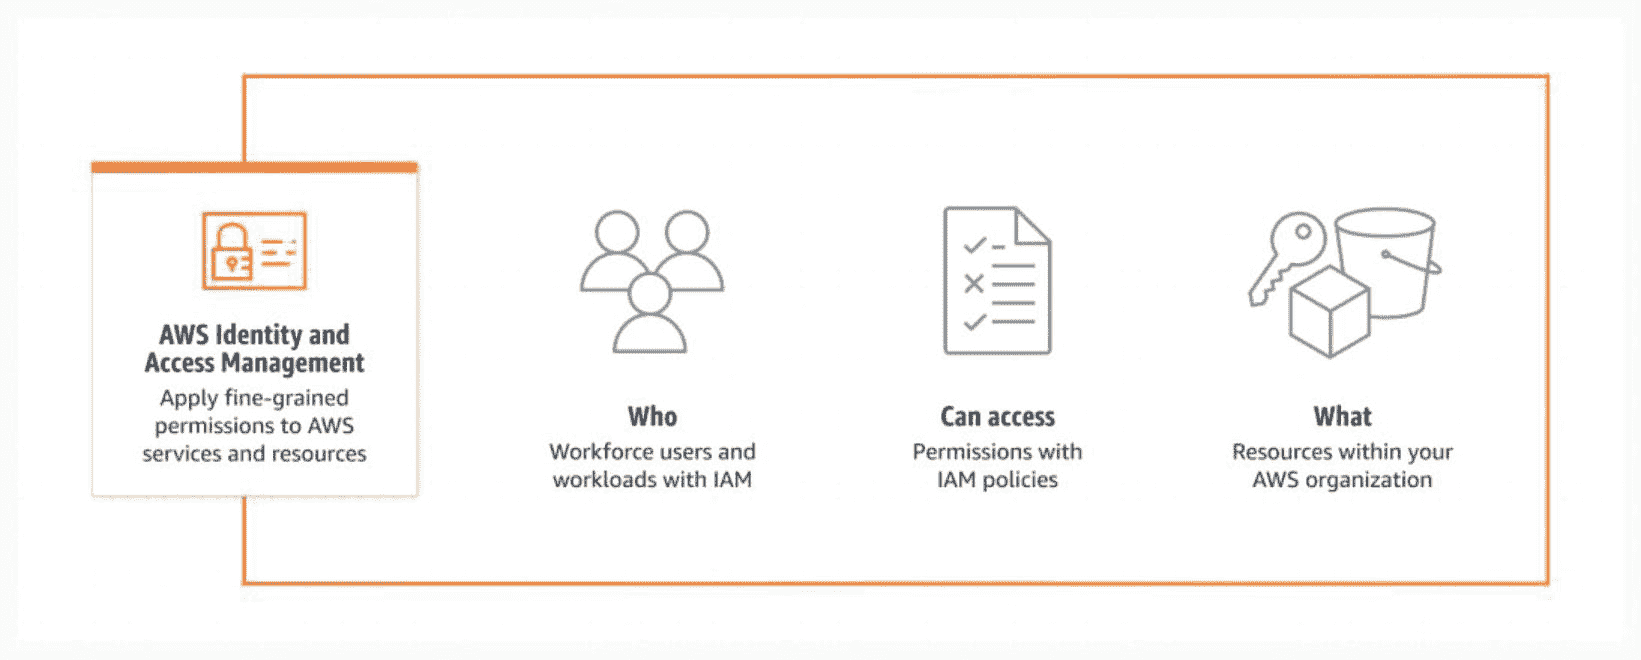 AWS Identity and
Access Management
Apply fine-grained
permissions to AWS
services and resources
Who
Workforce users and
workloads with IAM
Can access
Permissions with
IAM policies
What
Resources within your
AWS organization